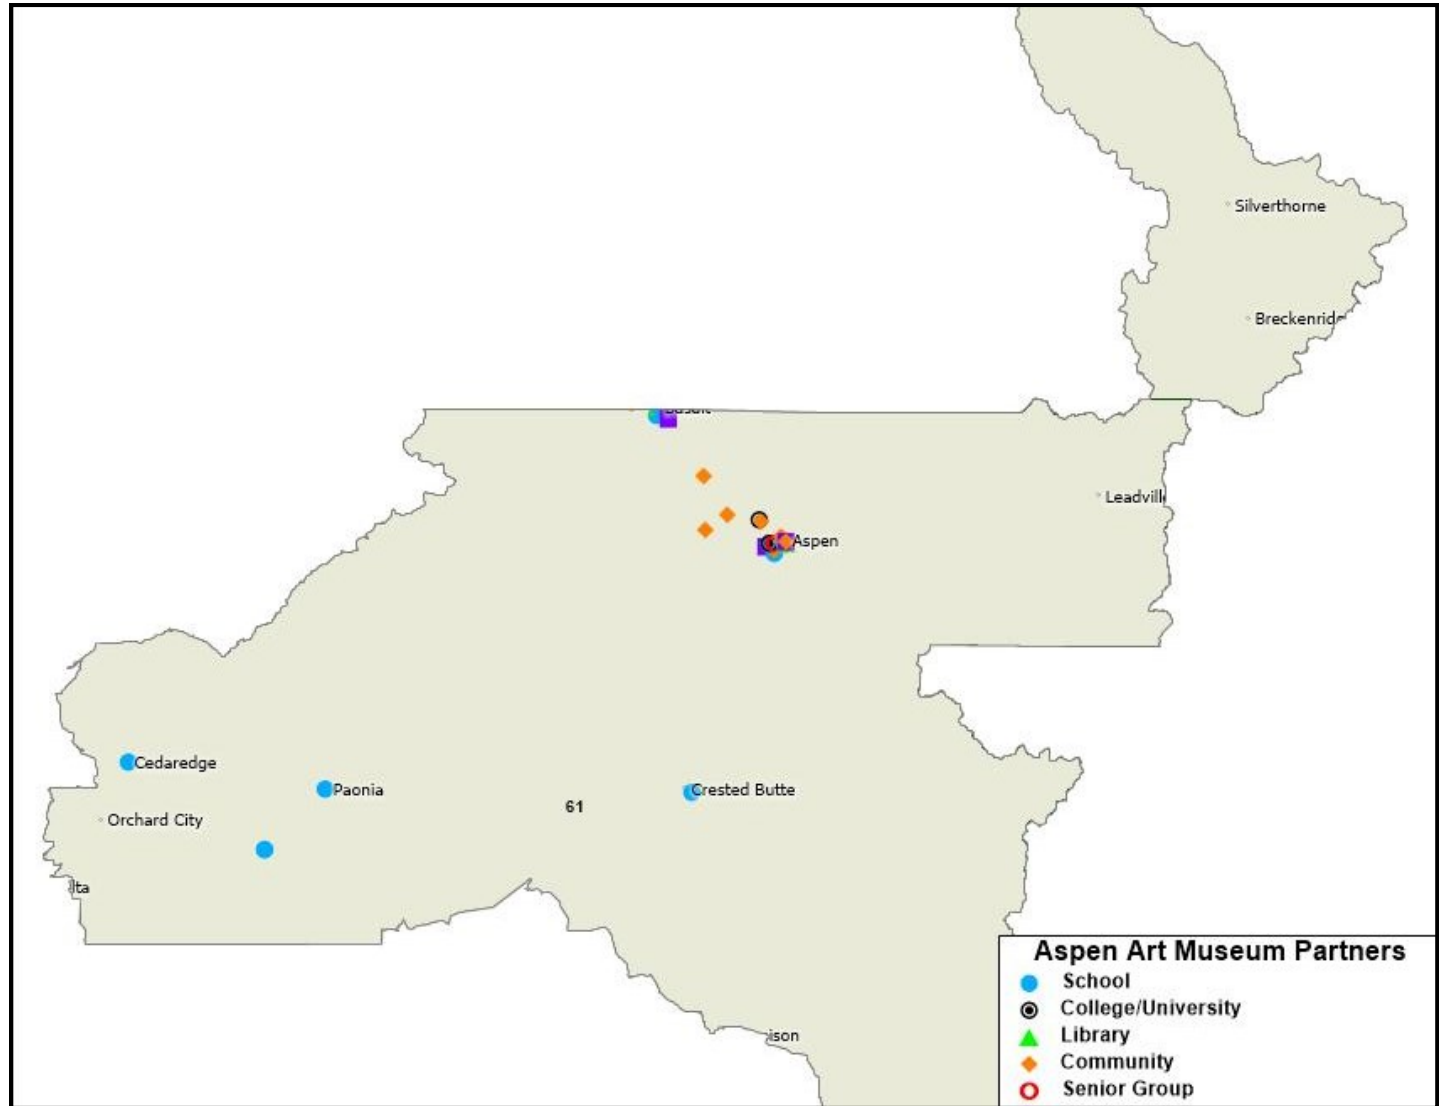 Silverthorne
Breckenridg
Leadvill
Aspen
Cedaredge
Paonia
Crested Butte
61
Orchard City
lta
ison
Aspen Art Museum Partners
School
College/University
Library
Community
Senior Group